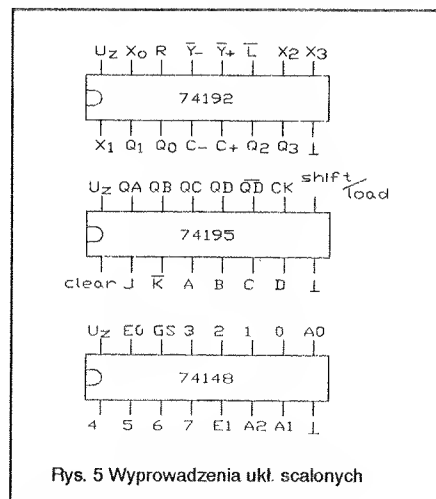 Uz X0 R Y̅- Y̅+ L̅ X2 X3
74192
X1 Q1 Q0 C- C+ Q2 Q3 ⊥
Uz QA QB QC QD Q̅D̅ CK shift/load
74195
clear J K̅ A B C D ⊥
Uz E0 GS 3 2 1 0 A0
74148
4 5 6 7 E1 A2 A1 ⊥
Rys. 5 Wyprowadzenia ukł. scalonych